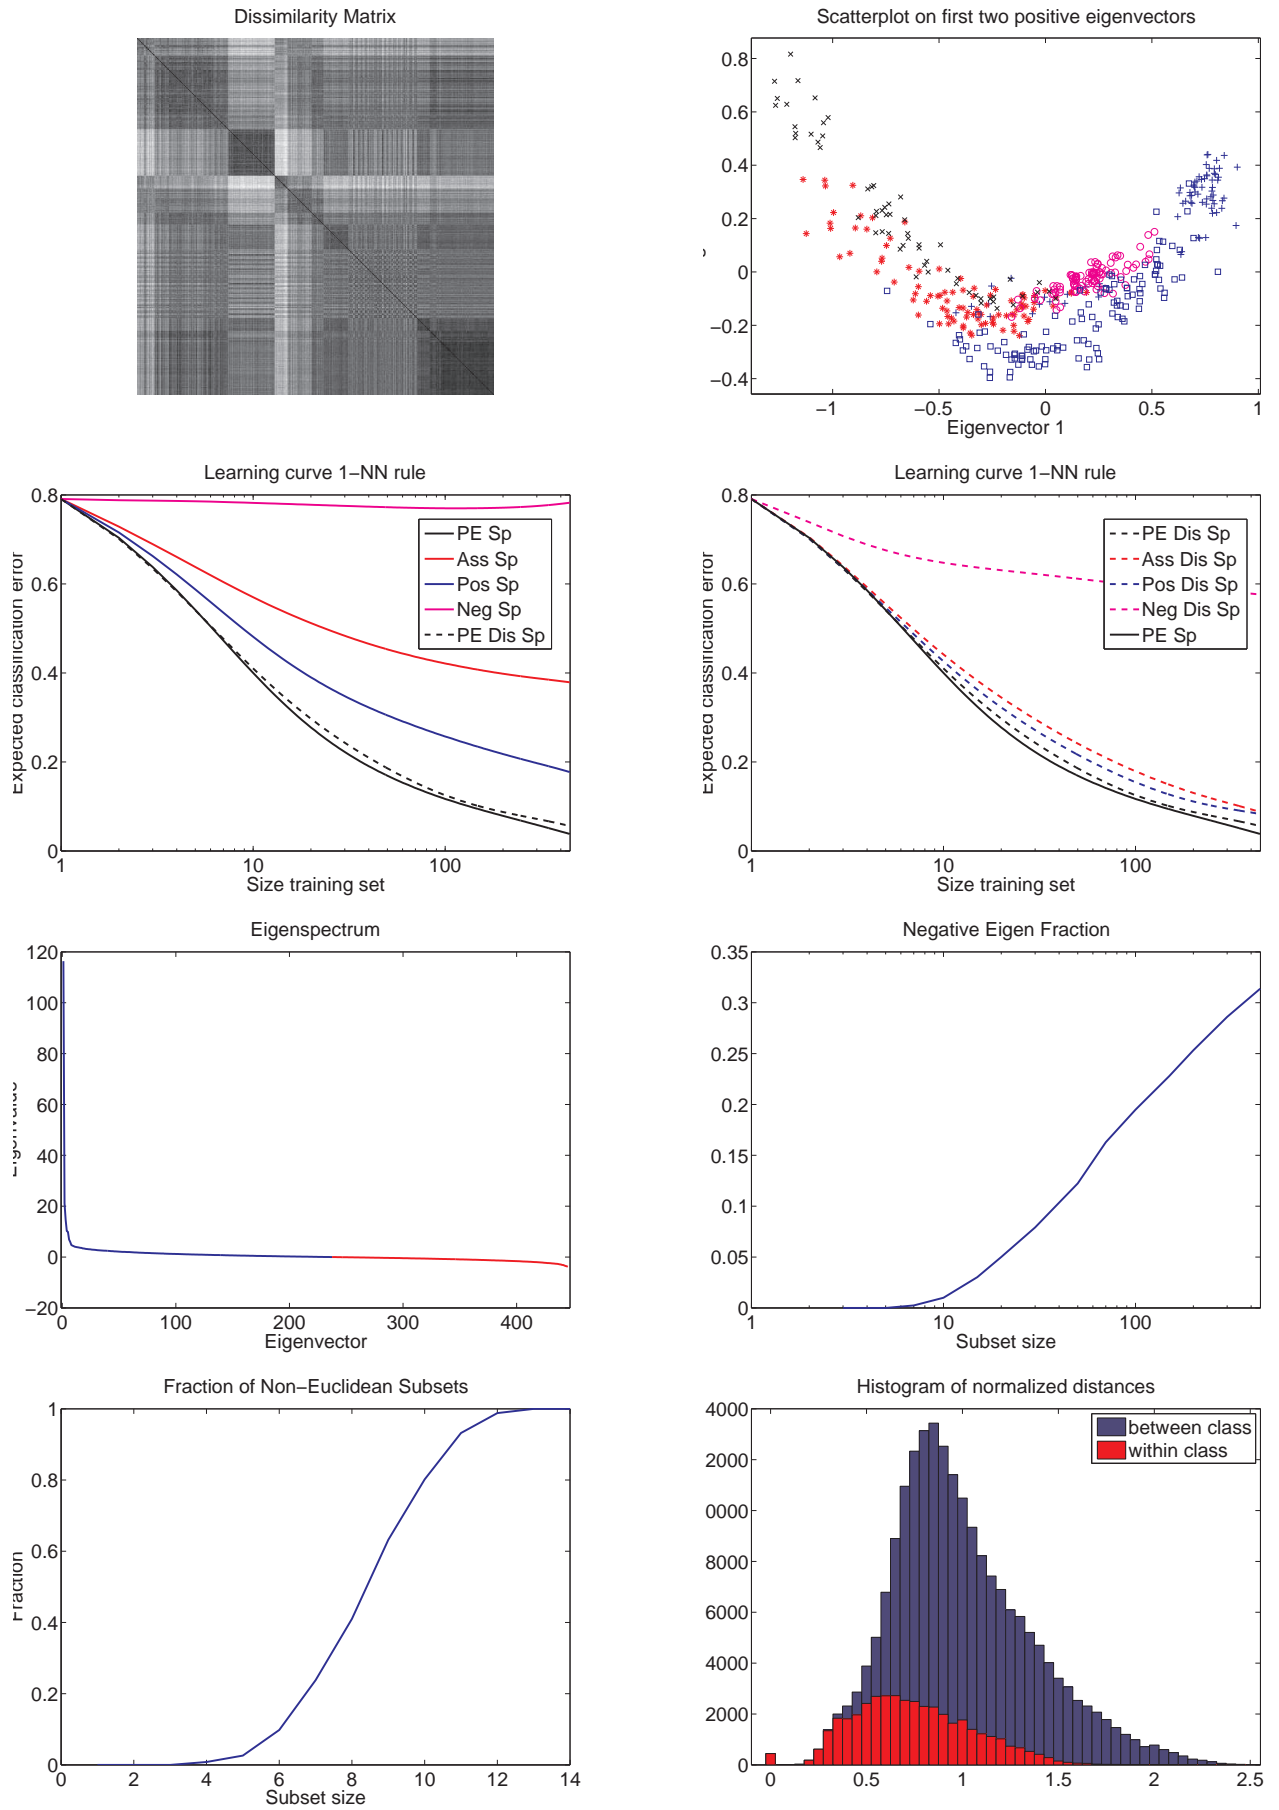 Dissimilarity Matrix
Scatterplot on first two positive eigenvectors
0.8
0.6
0.4
0.2
0
−0.2
−0.4
−1
−0.5
0
0.5
1
Eigenvector 1
Learning curve 1−NN rule
0.8
0.6
0.4
0.2
0
1
10
100
Expected classification error
Size training set
PE Sp
Ass Sp
Pos Sp
Neg Sp
PE Dis Sp
Learning curve 1−NN rule
0.8
0.6
0.4
0.2
0
1
10
100
Expected classification error
Size training set
PE Dis Sp
Ass Dis Sp
Pos Dis Sp
Neg Dis Sp
PE Sp
Eigenspectrum
120
100
80
60
40
20
0
−20
0
100
200
300
400
Eigenvalue
Eigenvector
Negative Eigen Fraction
0.35
0.3
0.25
0.2
0.15
0.1
0.05
0
1
10
100
Subset size
Fraction of Non−Euclidean Subsets
1
0.8
0.6
0.4
0.2
0
0
2
4
6
8
10
12
14
Fraction
Subset size
Histogram of normalized distances
4000
2000
0000
8000
6000
4000
2000
0
0
0.5
1
1.5
2
2.5
between class
within class